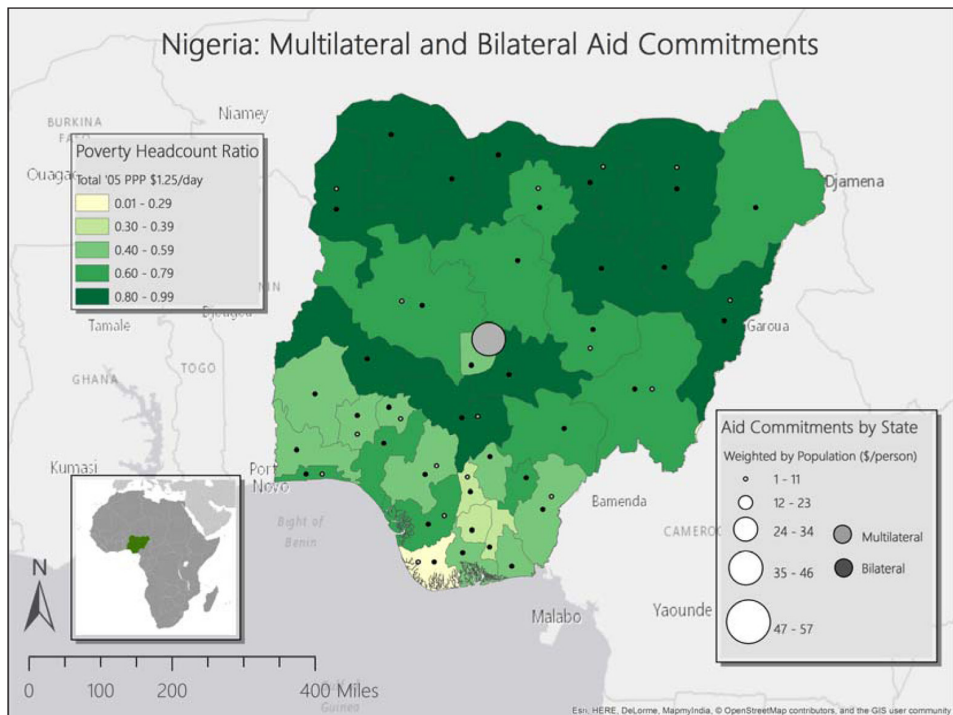 Nigeria: Multilateral and Bilateral Aid Commitments
Niamey
BURKINA
Poverty Headcount Ratio
Total '05 PPP $1.25/day
0.01 - 0.29
0.30 - 0.39
0.40 - 0.59
0.60 - 0.79
0.80 - 0.99
Djamena
Tamale
Garoua
GHANA
TOGO
Kumasi
Port
Novo
Bight of
Benin
Bamenda
CAMEROON
Malabo
Yaounde
Aid Commitments by State
Weighted by Population ($/person)
1 - 11
12 - 23
24 - 34
35 - 46
47 - 57
Multilateral
Bilateral
N
0 100 200 400 Miles
Guinea
Esri, HERE, DeLorme, MapmyIndia, © OpenStreetMap contributors, and the GIS user community